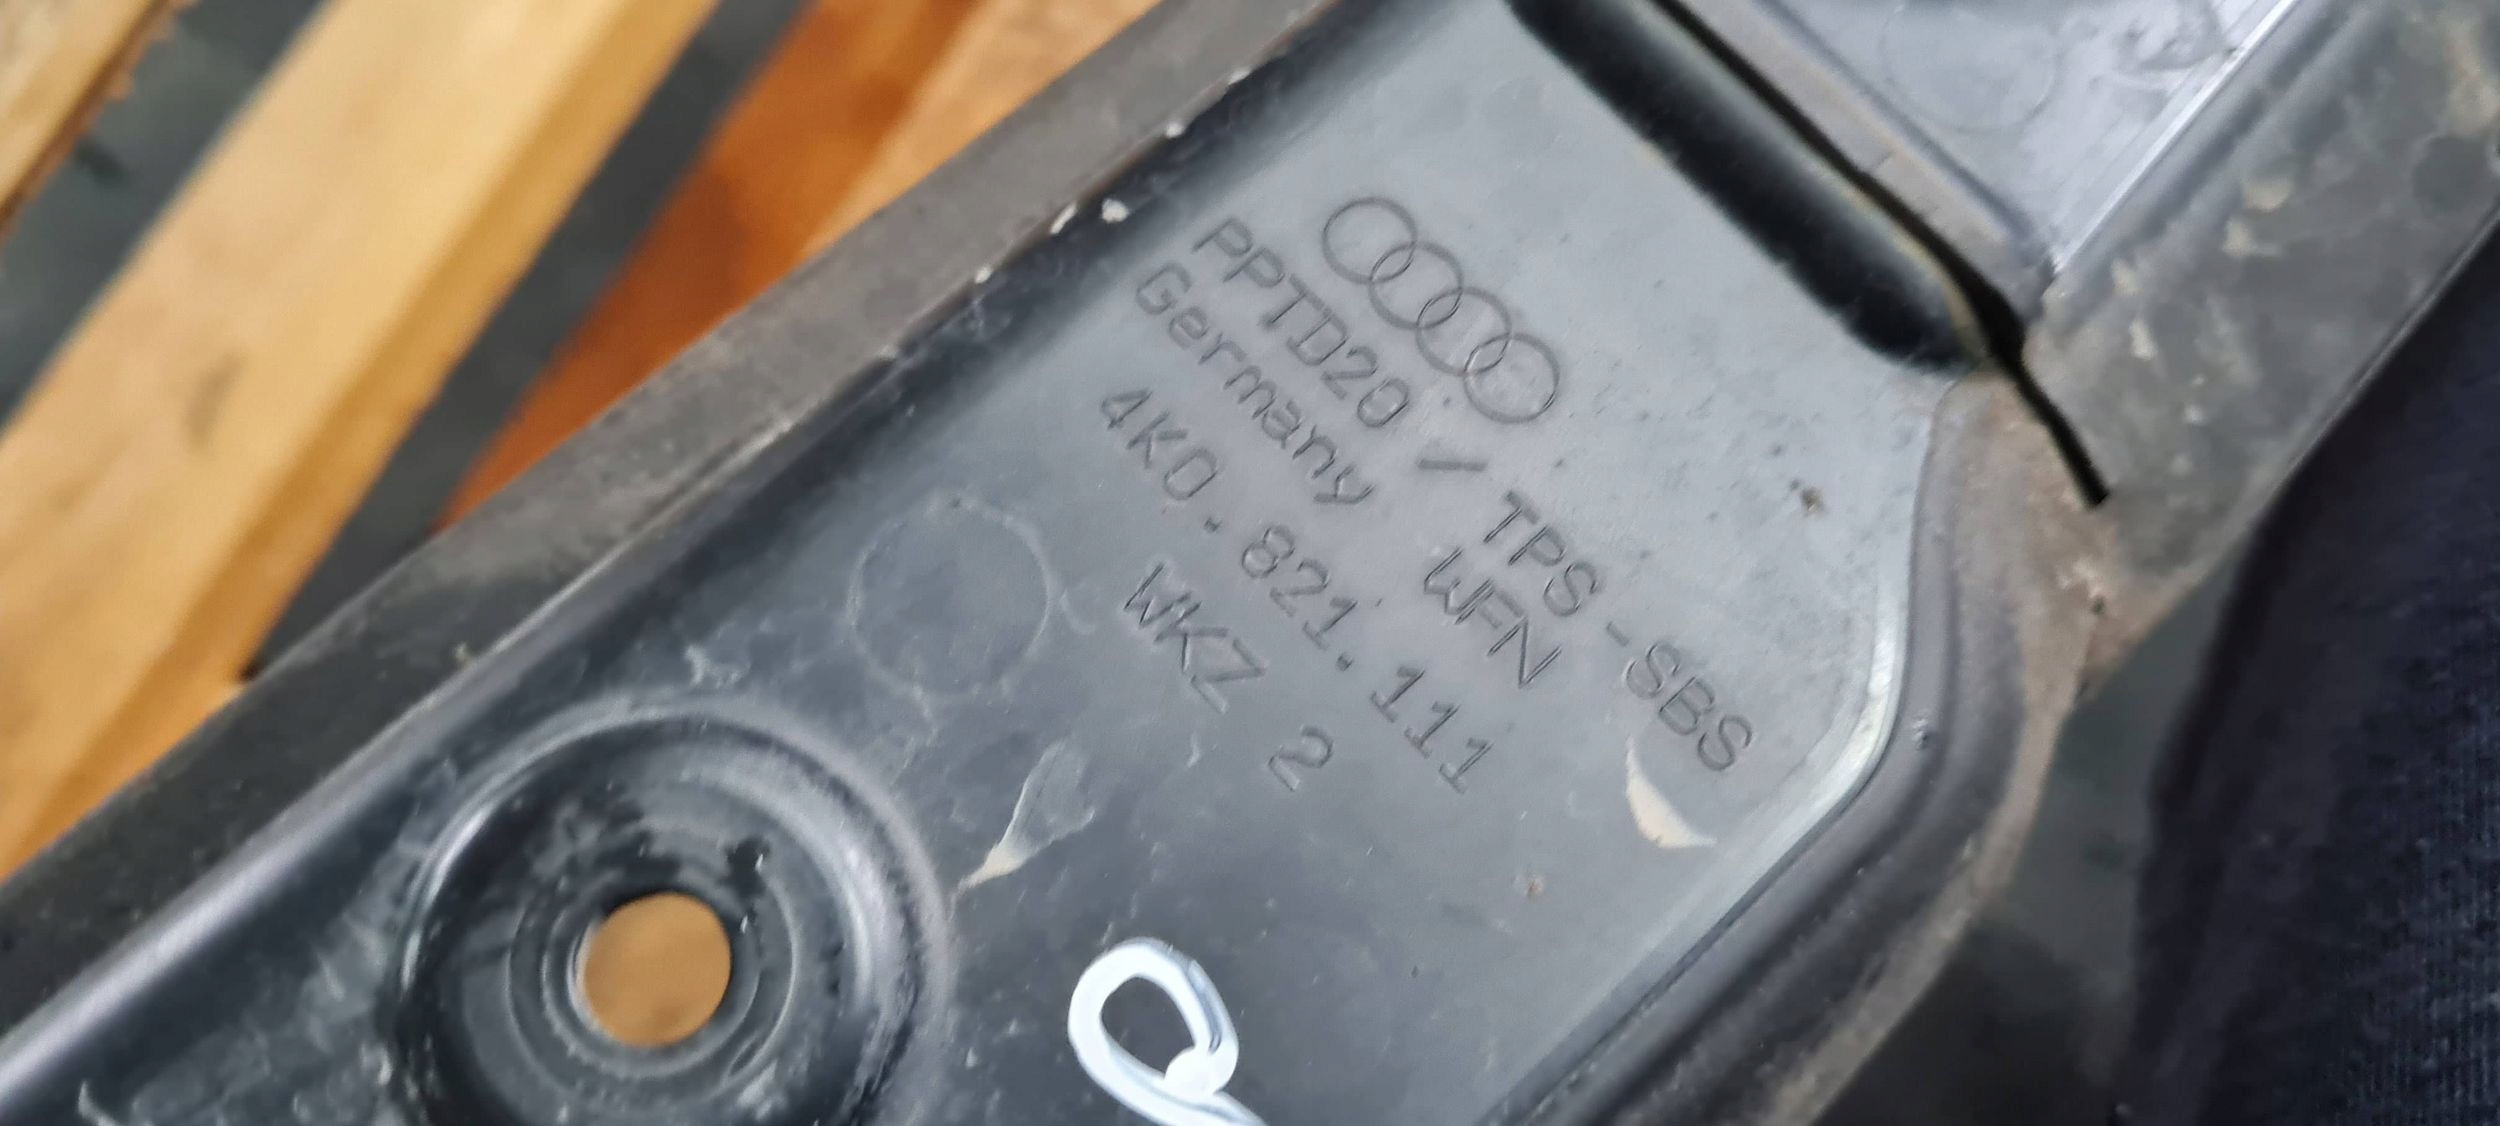 PPTD20 / TPS-SBS
Germany WFN
4K0.821.111
WKZ 2